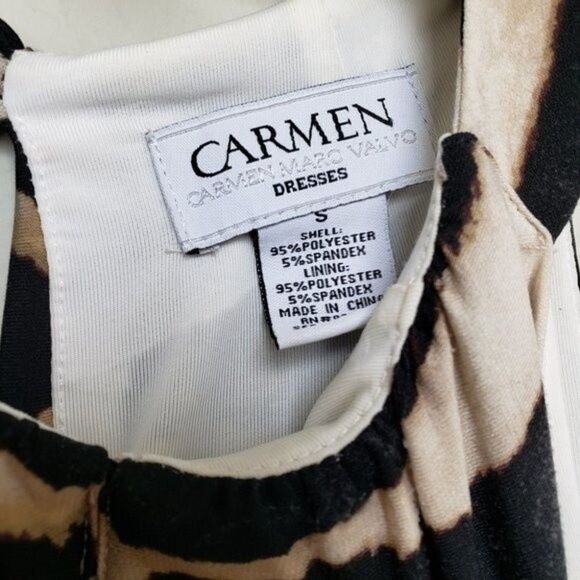 CARMEN
CARMEN MARC VALVO
DRESSES
S
SHELL:
95%POLYESTER
5%SPANDEX
LINING:
95%POLYESTER
5%SPANDEX
MADE IN CHINA